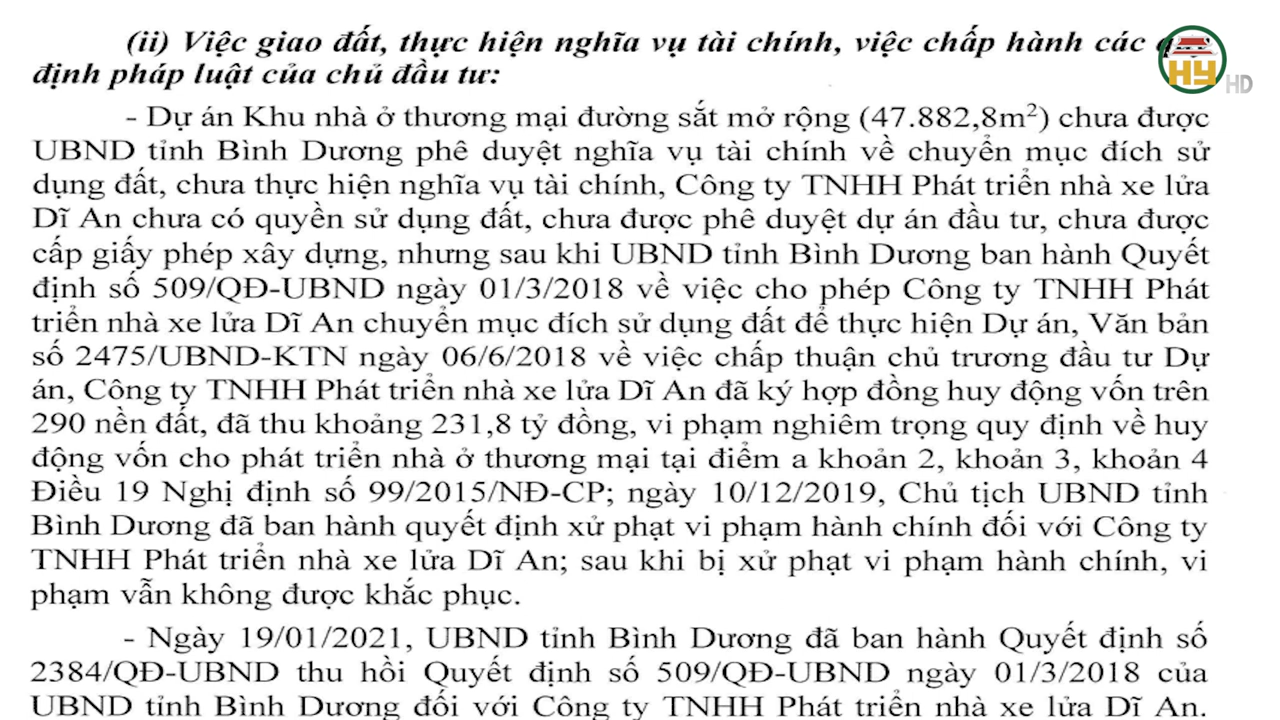 (ii) Việc giao đất, thực hiện nghĩa vụ tài chính, việc chấp hành các
định pháp luật của chủ đầu tư:
- Dự án Khu nhà ở thương mại đường sắt mở rộng (47.882,8m²) chưa được
UBND tỉnh Bình Dương phê duyệt nghĩa vụ tài chính về chuyển mục đích sử
dụng đất, chưa thực hiện nghĩa vụ tài chính, Công ty TNHH Phát triển nhà xe lửa
Dĩ An chưa có quyền sử dụng đất, chưa được phê duyệt dự án đầu tư, chưa được
cấp giấy phép xây dựng, nhưng sau khi UBND tỉnh Bình Dương ban hành Quyết
định số 509/QĐ-UBND ngày 01/3/2018 về việc cho phép Công ty TNHH Phát
triển nhà xe lửa Dĩ An chuyển mục đích sử dụng đất để thực hiện Dự án, Văn bản
số 2475/UBND-KTN ngày 06/6/2018 về việc chấp thuận chủ trương đầu tư Dự
án, Công ty TNHH Phát triển nhà xe lửa Dĩ An đã ký hợp đồng huy động vốn trên
290 nền đất, đã thu khoảng 231,8 tỷ đồng, vi phạm nghiêm trọng quy định về huy
động vốn cho phát triển nhà ở thương mại tại điểm a khoản 2, khoản 3, khoản 4
Điều 19 Nghị định số 99/2015/NĐ-CP; ngày 10/12/2019, Chủ tịch UBND tỉnh
Bình Dương đã ban hành quyết định xử phạt vi phạm hành chính đối với Công ty
TNHH Phát triển nhà xe lửa Dĩ An; sau khi bị xử phạt vi phạm hành chính, vi
phạm vẫn không được khắc phục.
- Ngày 19/01/2021, UBND tỉnh Bình Dương đã ban hành Quyết định số
2384/QĐ-UBND thu hồi Quyết định số 509/QĐ-UBND ngày 01/3/2018 của
UBND tỉnh Bình Dương đối với Công ty TNHH Phát triển nhà xe lửa Dĩ An.
HY
HD